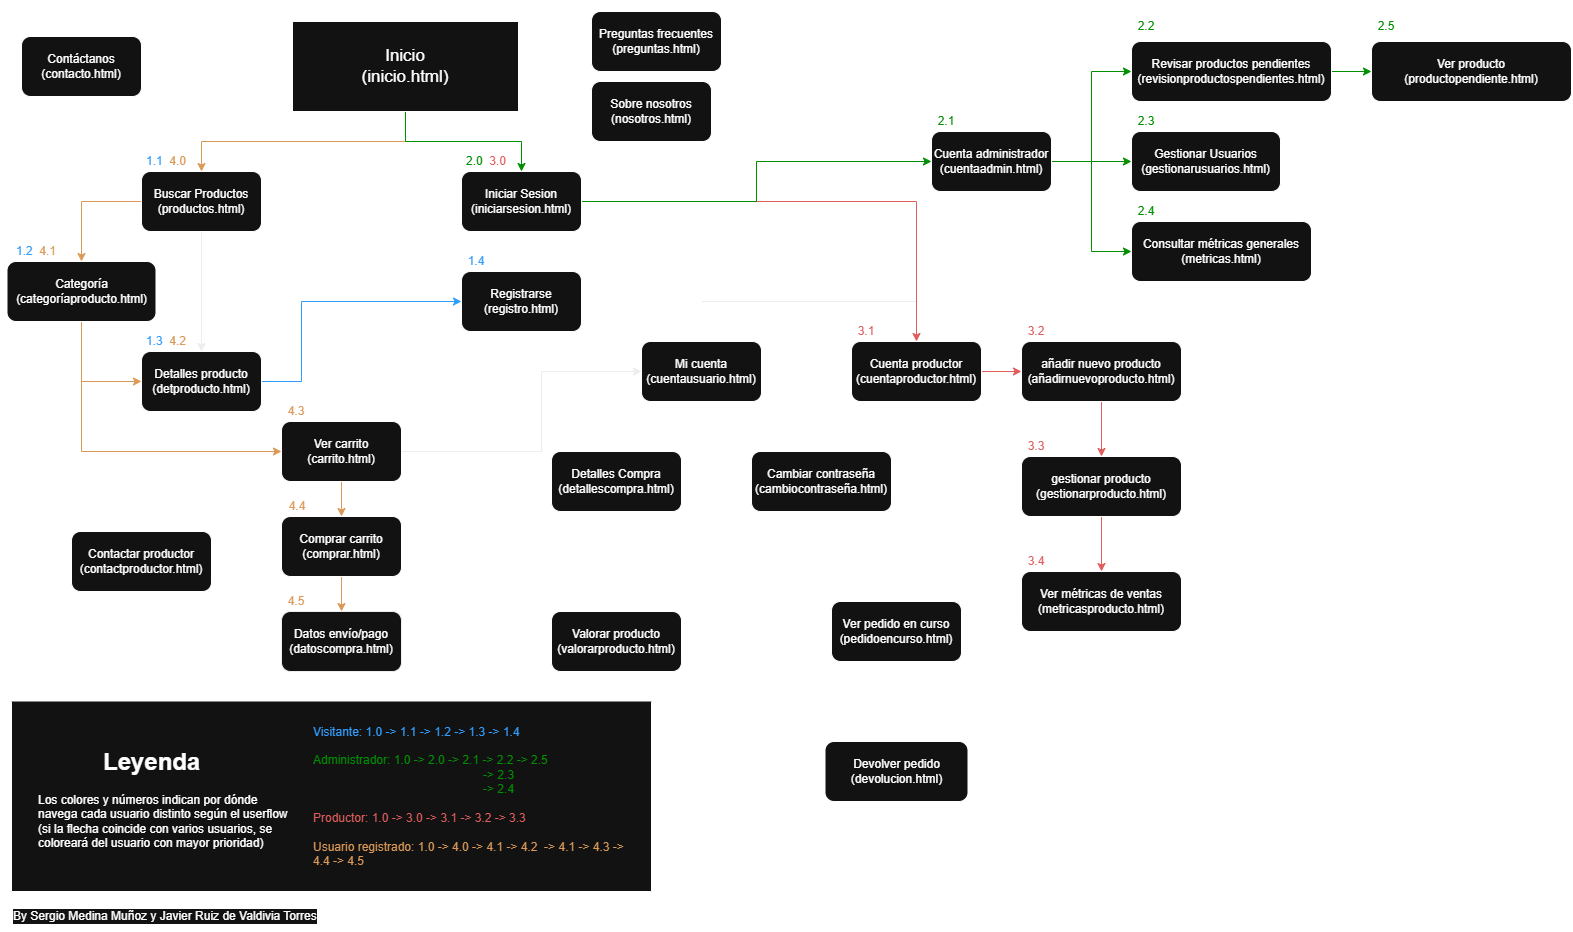 Contáctanos
(contacto.html)
Inicio
(inicio.html)
Preguntas frecuentes
(preguntas.html)
Sobre nosotros
(nosotros.html)
2.2
Revisar productos pendientes
(revisionproductospendientes.html)
2.5
Ver producto
(productopendiente.html)
2.1
Cuenta administrador
(cuentaadmin.html)
2.3
Gestionar Usuarios
(gestionarusuarios.html)
2.4
Consultar métricas generales
(metricas.html)
1.1 4.0
Buscar Productos
(productos.html)
2.0 3.0
Iniciar Sesion
(iniciarsesion.html)
1.2 4.1
Categoría
(categoríaproducto.html)
1.4
Registrarse
(registro.html)
1.3 4.2
Detalles producto
(detproducto.html)
Mi cuenta
(cuentausuario.html)
3.1
Cuenta productor
(cuentaproductor.html)
3.2
añadir nuevo producto
(añadirnuevoproducto.html)
4.3
Ver carrito
(carrito.html)
Detalles Compra
(detallescompra.html)
Cambiar contraseña
(cambiocontraseña.html)
3.3
gestionar producto
(gestionarproducto.html)
4.4
Comprar carrito
(comprar.html)
Contactar productor
(contactproductor.html)
3.4
Ver métricas de ventas
(metricasproducto.html)
4.5
Datos envío/pago
(datoscompra.html)
Valorar producto
(valorarproducto.html)
Ver pedido en curso
(pedidoencurso.html)
Devolver pedido
(devolucion.html)
Leyenda
Los colores y números indican por dónde
navega cada usuario distinto según el userflow
(si la flecha coincide con varios usuarios, se
coloreará del usuario con mayor prioridad)
Visitante: 1.0 -> 1.1 -> 1.2 -> 1.3 -> 1.4
Administrador: 1.0 -> 2.0 -> 2.1 -> 2.2 -> 2.5
-> 2.3
-> 2.4
Productor: 1.0 -> 3.0 -> 3.1 -> 3.2 -> 3.3
Usuario registrado: 1.0 -> 4.0 -> 4.1 -> 4.2 -> 4.1 -> 4.3 ->
4.4 -> 4.5
By Sergio Medina Muñoz y Javier Ruiz de Valdivia Torres